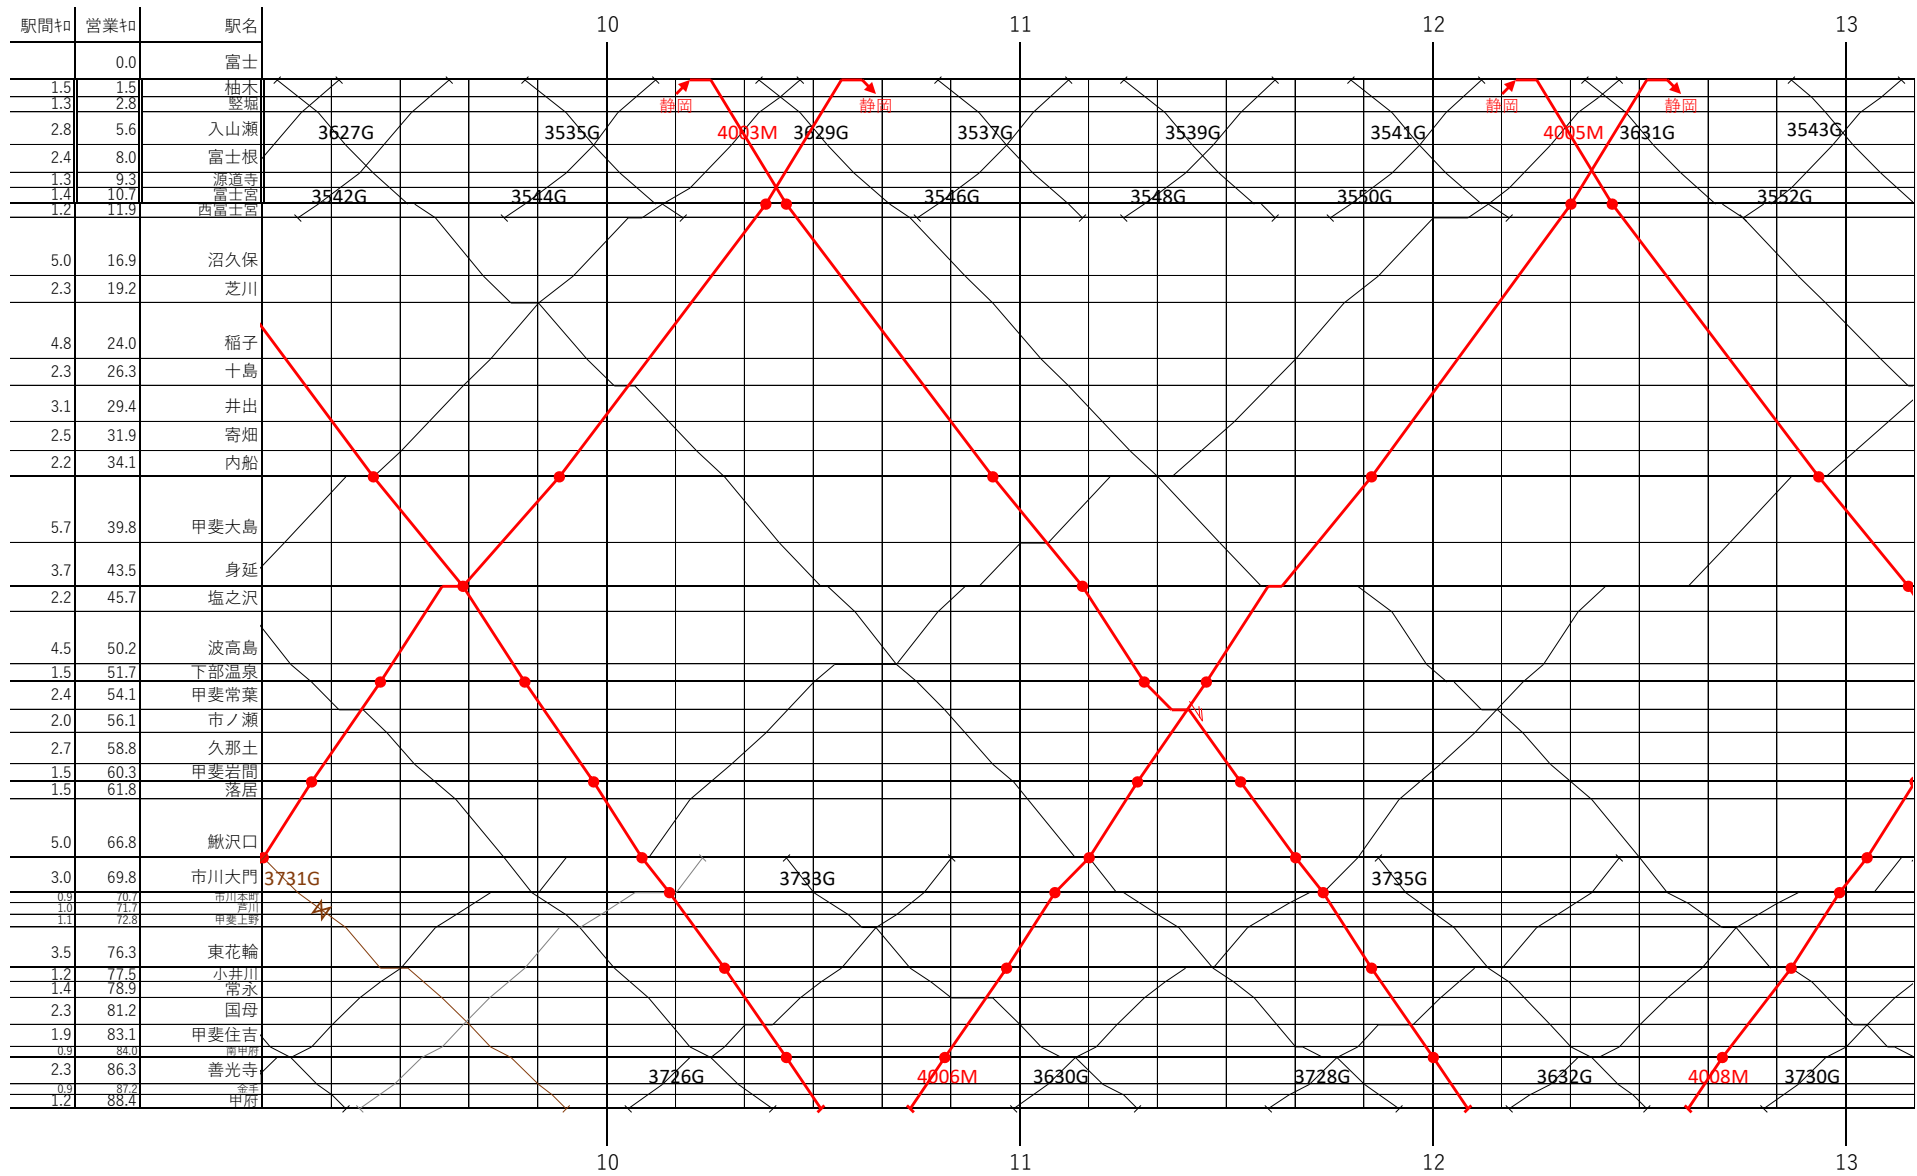 駅間ｷﾛ 営業ｷﾛ 駅名 10 11 12 13
0.0 富士
1.5 1.5 柚木
1.3 2.8 竪堀
静岡 静岡 静岡 静岡
2.8 5.6 入山瀬
3627G 3535G 4003M 3629G 3537G 3539G 3541G 4005M 3631G 3543G
2.4 8.0 富士根
1.3 9.3 源道寺
1.4 10.7 富士宮
3542G 3544G 3546G 3548G 3550G 3552G
1.2 11.9 西富士宮
5.0 16.9 沼久保
2.3 19.2 芝川
4.8 24.0 稲子
2.3 26.3 十島
3.1 29.4 井出
2.5 31.9 寄畑
2.2 34.1 内船
5.7 39.8 甲斐大島
3.7 43.5 身延
2.2 45.7 塩之沢
4.5 50.2 波高島
1.5 51.7 下部温泉
2.4 54.1 甲斐常葉
2.0 56.1 市ノ瀬
2.7 58.8 久那土
1.5 60.3 甲斐岩間
1.5 61.8 落居
5.0 66.8 鰍沢口
3.0 69.8 市川大門
3731G 3733G 3735G
0.9 70.7 市川本町
1.0 71.7 芦川
1.1 72.8 甲斐上野
3.5 76.3 東花輪
1.2 77.5 小井川
1.4 78.9 常永
2.3 81.2 国母
1.9 83.1 甲斐住吉
0.9 84.0 南甲府
2.3 86.3 善光寺
3726G 4006M 3630G 3728G 3632G 4008M 3730G
0.9 87.2 金手
1.2 88.4 甲府
10 11 12 13